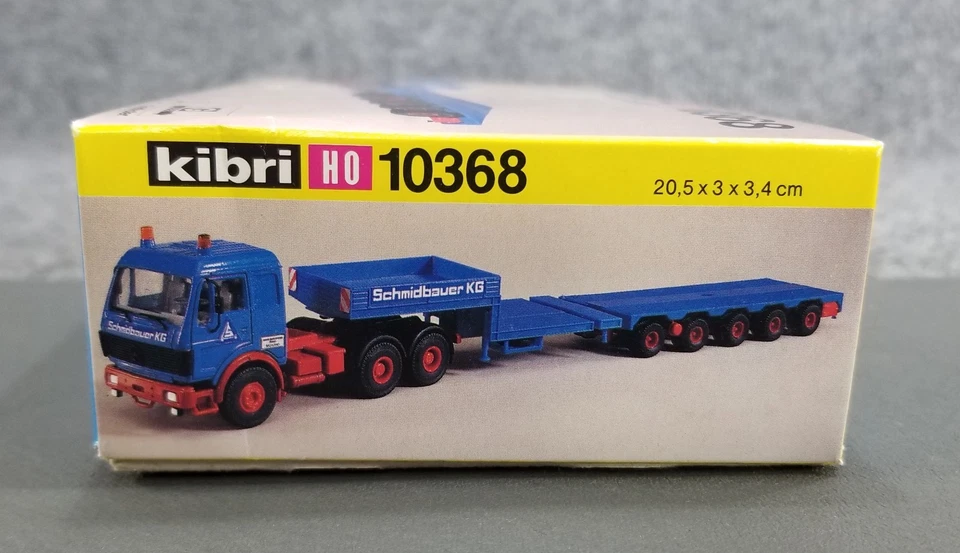 kibri HO 10368
20,5 x 3 x 3,4 cm
Schmidbauer KG
Schmidbauer KG